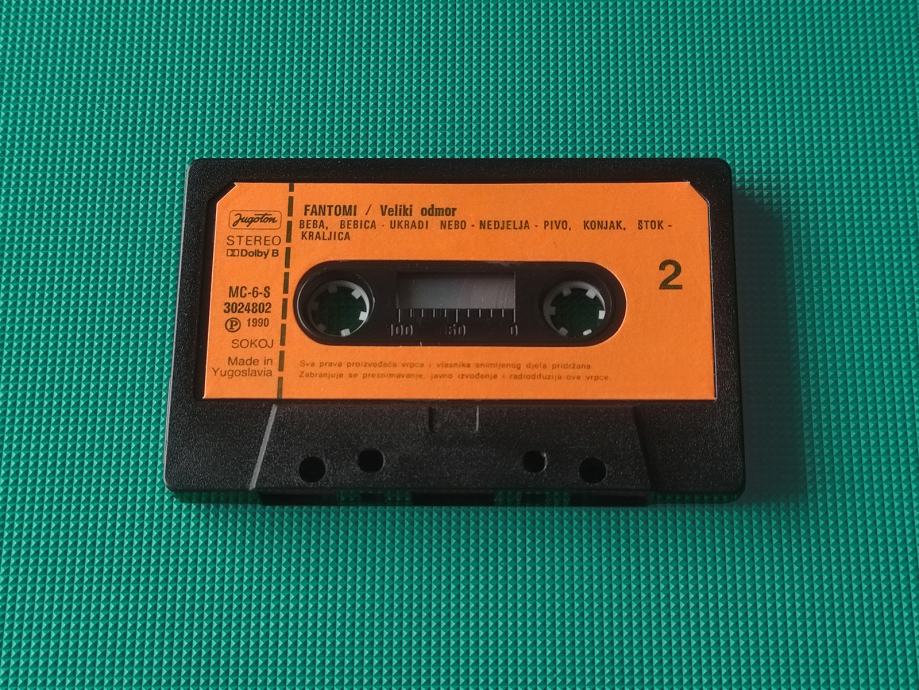 Jugoton
STEREO
Dolby B
MC-6-S
3024802
Ⓟ 1990
SOKOJ
Made in
Yugoslavia
FANTOMI / Veliki odmor
BEBA, BEBICA - UKRADI NEBO - NEDJELJA - PIVO, KONJAK, ŠTOK -
KRALJICA
2
100 50 0
Sva prava proizvođača vrpce i vlasnika snimljenog djela pridržana.
Zabranjuje se presnimavanje, javno izvođenje i radiodifuzija ove vrpce.